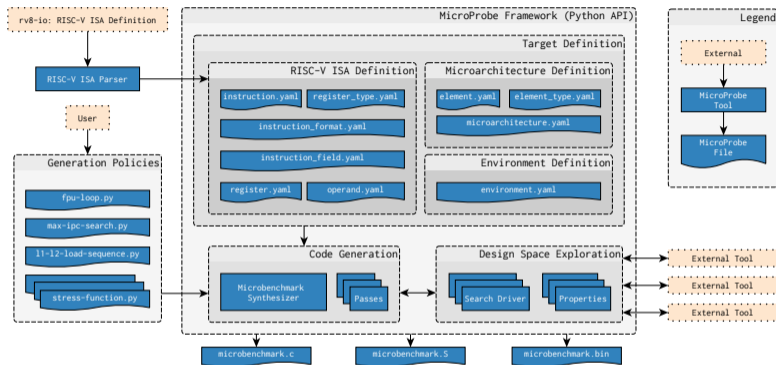 rv8-io: RISC-V ISA Definition
MicroProbe Framework (Python API)
Legend
Target Definition
External
RISC-V ISA Parser
RISC-V ISA Definition
Microarchitecture Definition
instruction.yaml
register_type.yaml
element.yaml
element_type.yaml
MicroProbe
Tool
User
instruction_format.yaml
microarchitecture.yaml
MicroProbe
File
Generation Policies
instruction_field.yaml
Environment Definition
fpu-loop.py
register.yaml
operand.yaml
environment.yaml
max-ipc-search.py
l1-l2-load-sequence.py
stress-function.py
Code Generation
Design Space Exploration
Microbenchmark
Synthesizer
Passes
Search Driver
Properties
External Tool
External Tool
External Tool
microbenchmark.c
microbenchmark.S
microbenchmark.bin